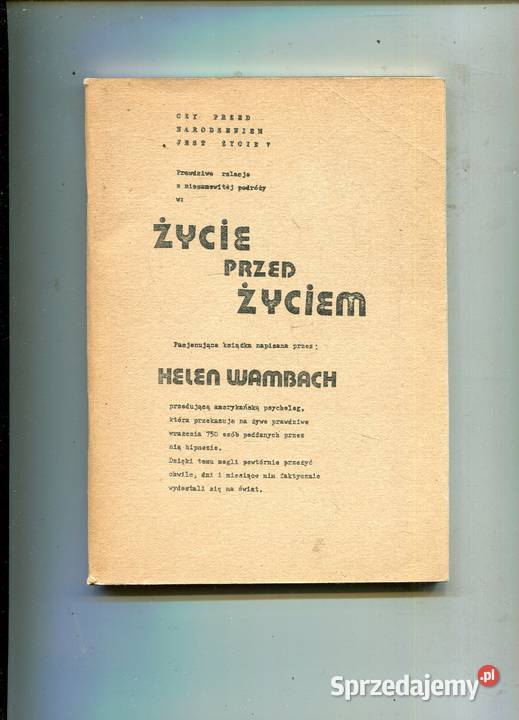 CZY PRZED
NARODZENIEM
JEST ŻYCIE?
Prawdziwe relacje
z niesamowitej podróży
w:
ŻYCIE
PRZED
ŻYCIEM
Pasjonująca książka napisana przez:
HELEN WAMBACH
przodującą amerykańską psycholog,
która przekazuje na żywo prawdziwe
wrażenia 750 osób poddanych przez
nią hipnozie.
Dzięki temu mogli powtórnie przeżyć
chwile, dni i miesiące nim faktycznie
wydostali się na świat.
Sprzedajemy.pl